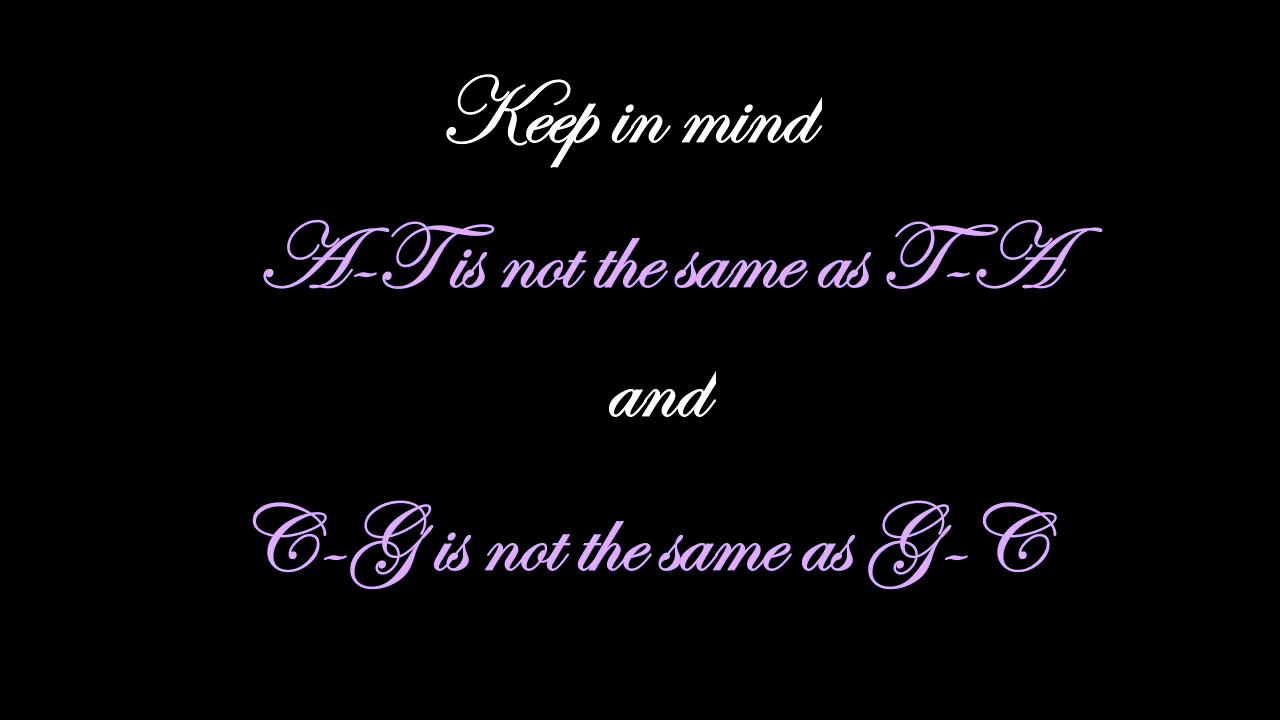 Keep in mind
A-T is not the same as T-A
and
C-G is not the same as G- C